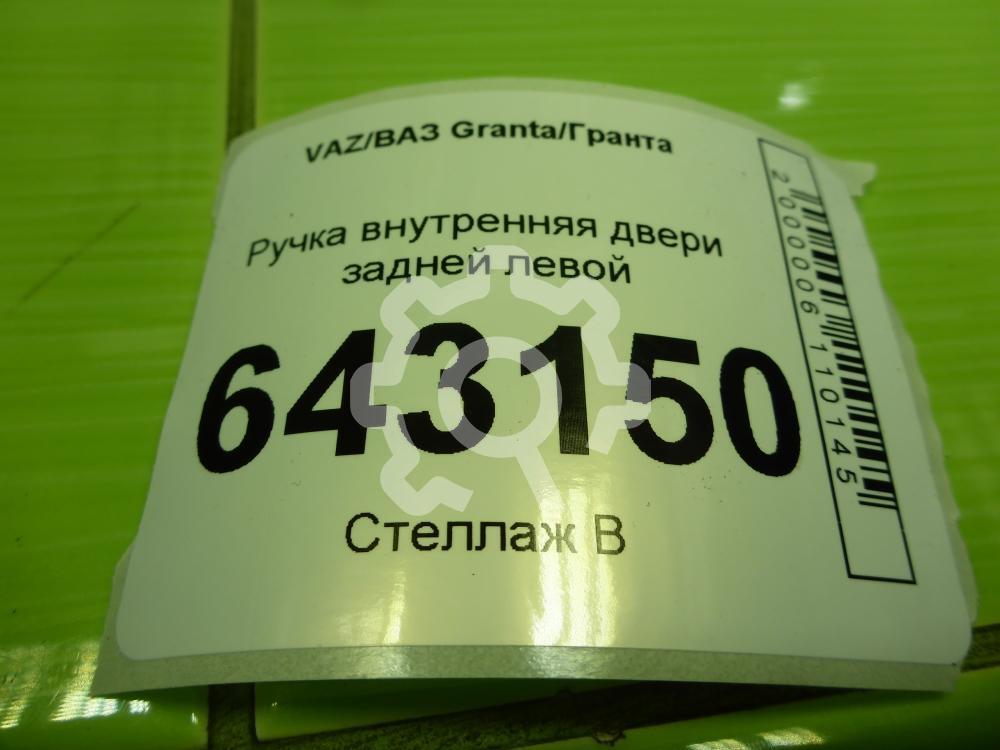 VAZ/ВАЗ Granta/Гранта
Ручка внутренняя двери
задней левой
643150
Стеллаж В
2000006110145